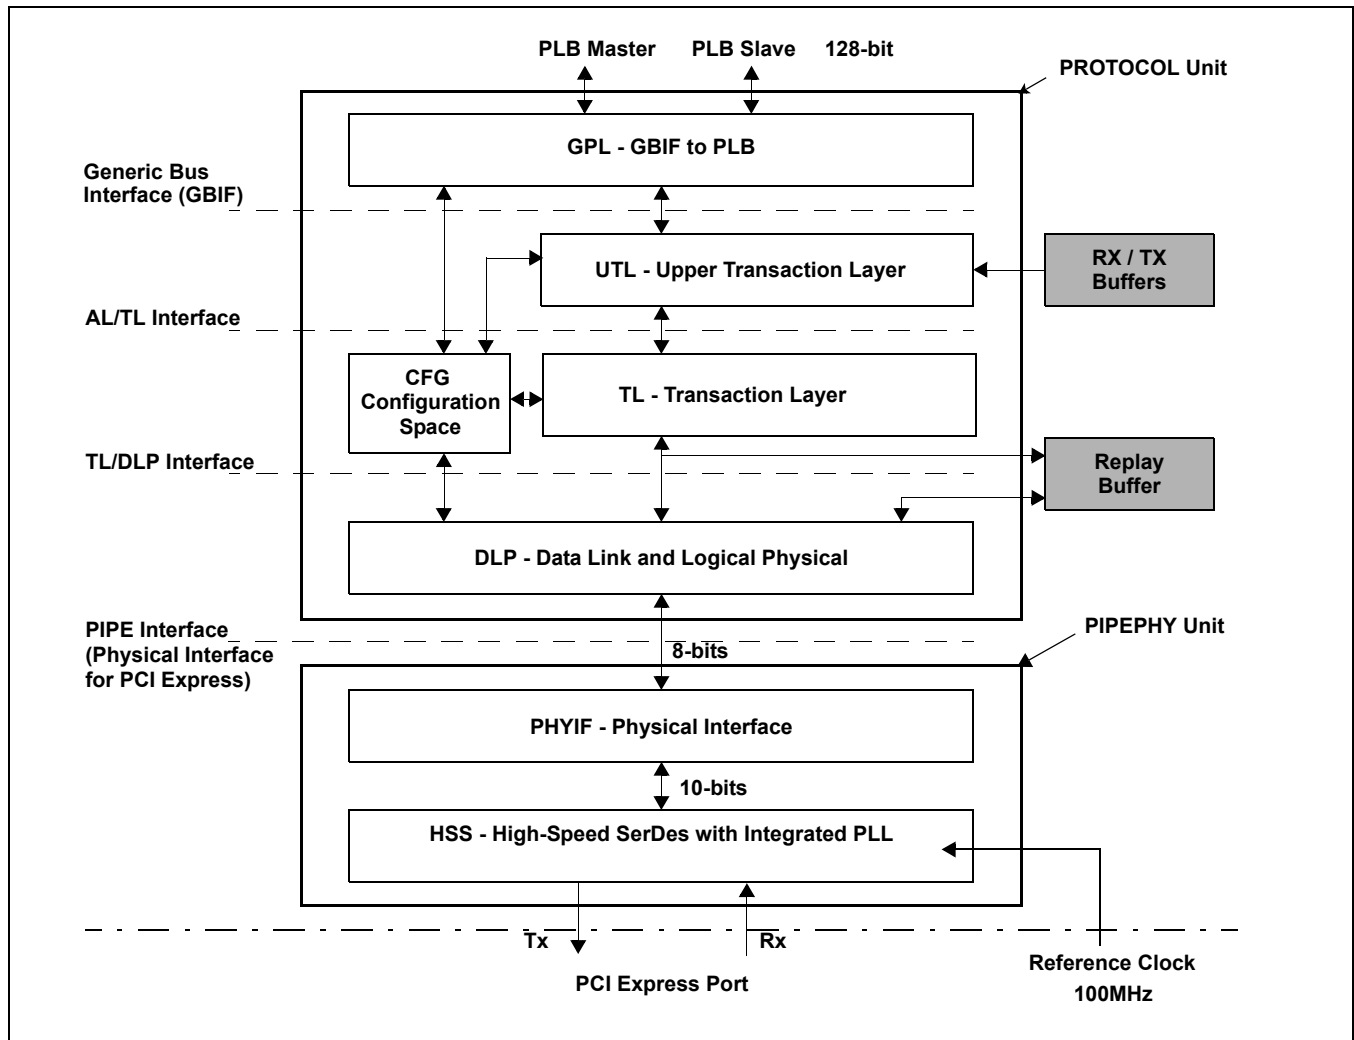 PLB Master PLB Slave 128-bit
PROTOCOL Unit
GPL - GBIF to PLB
Generic Bus
Interface (GBIF)
UTL - Upper Transaction Layer
RX / TX
Buffers
AL/TL Interface
CFG
Configuration
Space
TL - Transaction Layer
TL/DLP Interface
Replay
Buffer
DLP - Data Link and Logical Physical
PIPE Interface
(Physical Interface
for PCI Express)
8-bits
PIPEPHY Unit
PHYIF - Physical Interface
10-bits
HSS - High-Speed SerDes with Integrated PLL
Tx
Rx
PCI Express Port
Reference Clock
100MHz